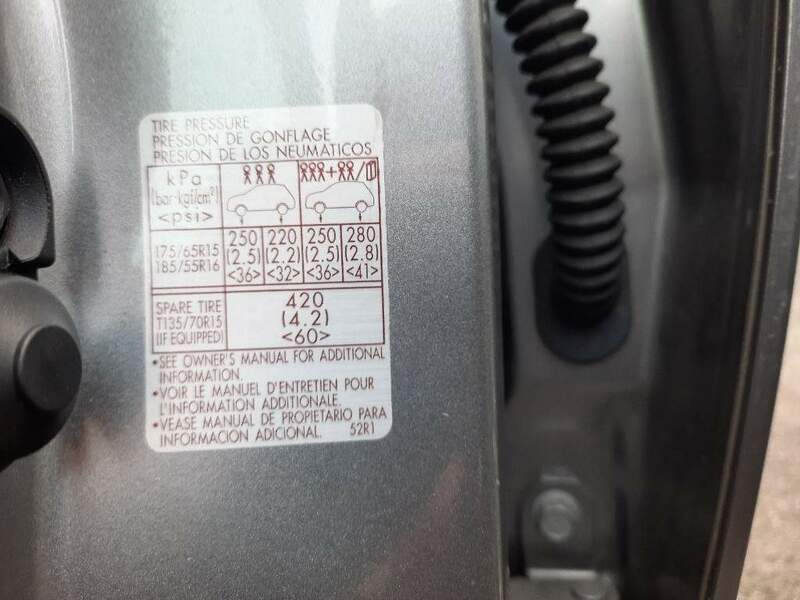 TIRE PRESSURE
PRESSION DE GONFLAGE
PRESION DE LOS NEUMATICOS
kPa
(bar·kgf/cm²)
<psi>
175/65R15
185/55R16
250 220 250 280
(2.5) (2.2) (2.5) (2.8)
<36> <32> <36> <41>
SPARE TIRE
T135/70R15
(IF EQUIPPED)
420
(4.2)
<60>
•SEE OWNER'S MANUAL FOR ADDITIONAL
INFORMATION.
•VOIR LE MANUEL D'ENTRETIEN POUR
L'INFORMATION ADDITIONALE.
•VEASE MANUAL DE PROPIETARIO PARA
INFORMACION ADICIONAL. 52R1